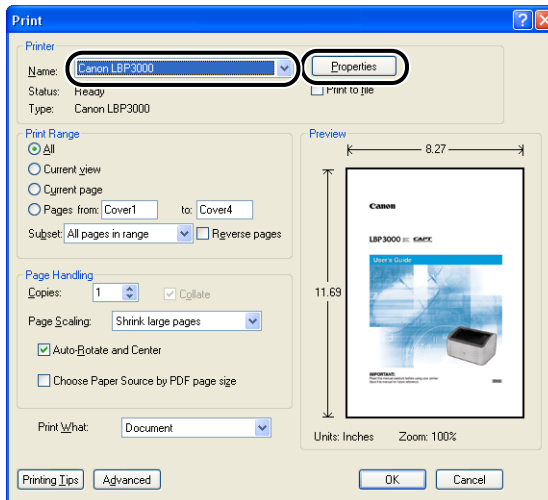 Print
Printer
Name: Canon LBP3000 Properties
Status: Ready Print to file
Type: Canon LBP3000
Print Range
All
Current view
Current page
Pages from: Cover1 to: Cover4
Subset: All pages in range Reverse pages
Page Handling
Copies: 1 Collate
Page Scaling: Shrink large pages
Auto-Rotate and Center
Choose Paper Source by PDF page size
Print What: Document
Preview
8.27
11.69
Canon
LBP3000 CAPT
User's Guide
IMPORTANT:
Units: Inches Zoom: 100%
Printing Tips Advanced OK Cancel